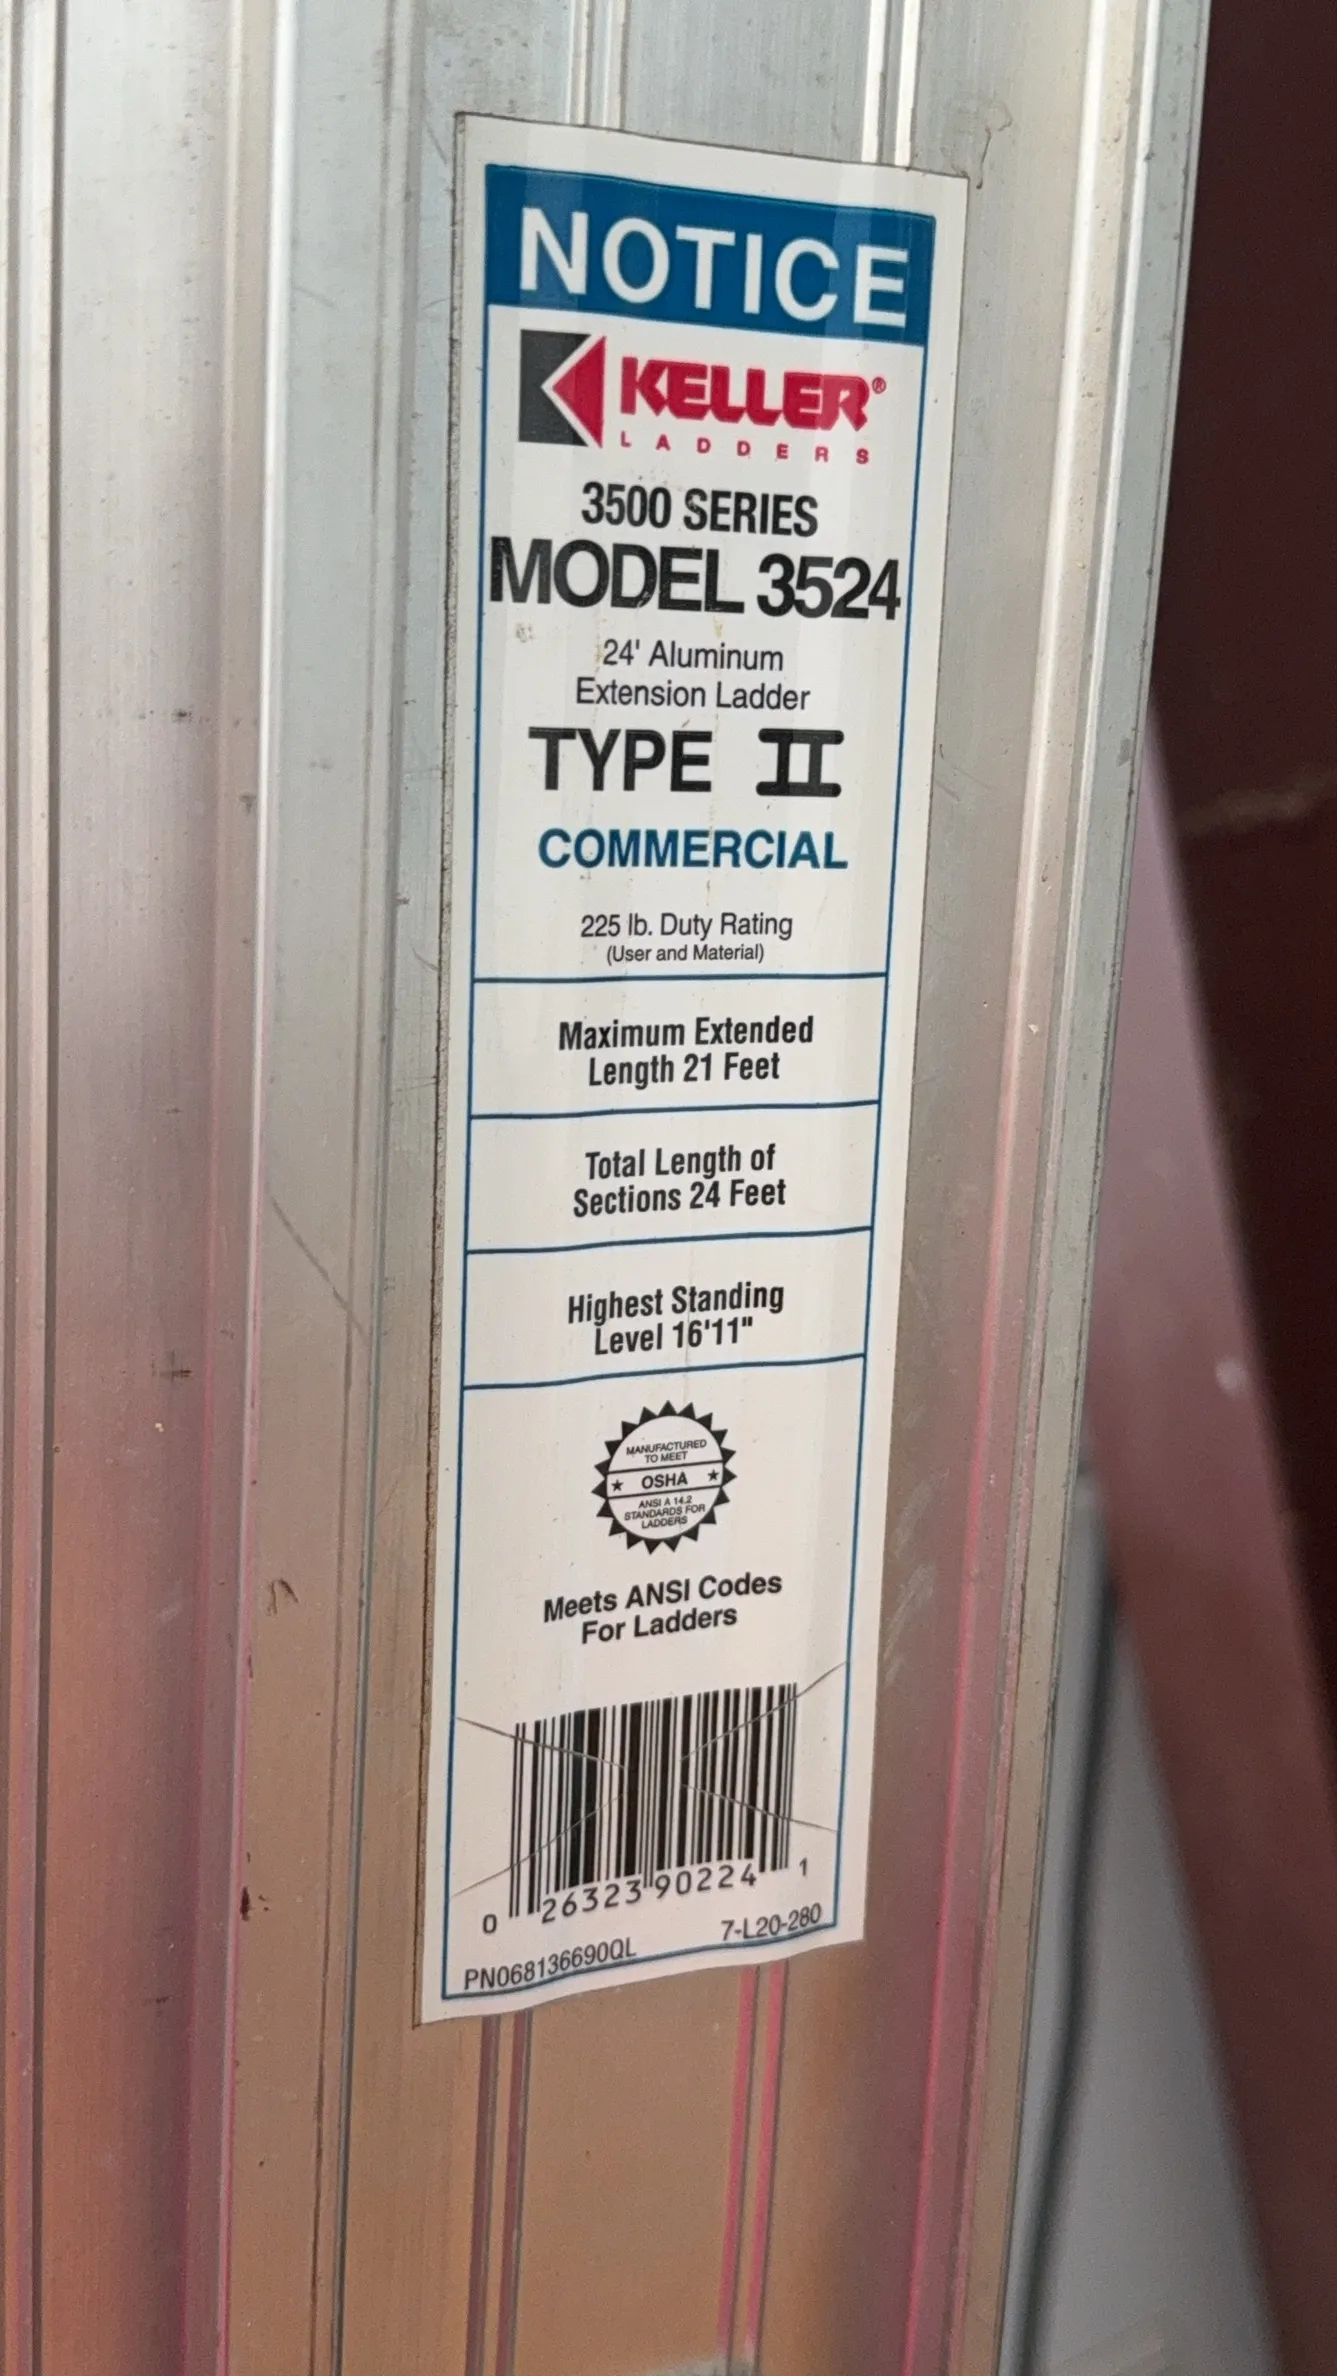 NOTICE
KELLER®
LADDERS
3500 SERIES
MODEL 3524
24' Aluminum
Extension Ladder
TYPE II
COMMERCIAL
225 lb. Duty Rating
(User and Material)
Maximum Extended
Length 21 Feet
Total Length of
Sections 24 Feet
Highest Standing
Level 16'11"
MANUFACTURED
TO MEET
★ OSHA ★
ANSI A 14.2
STANDARDS FOR
LADDERS
Meets ANSI Codes
For Ladders
0 26323 90224 1
PN068136690QL 7-L20-280